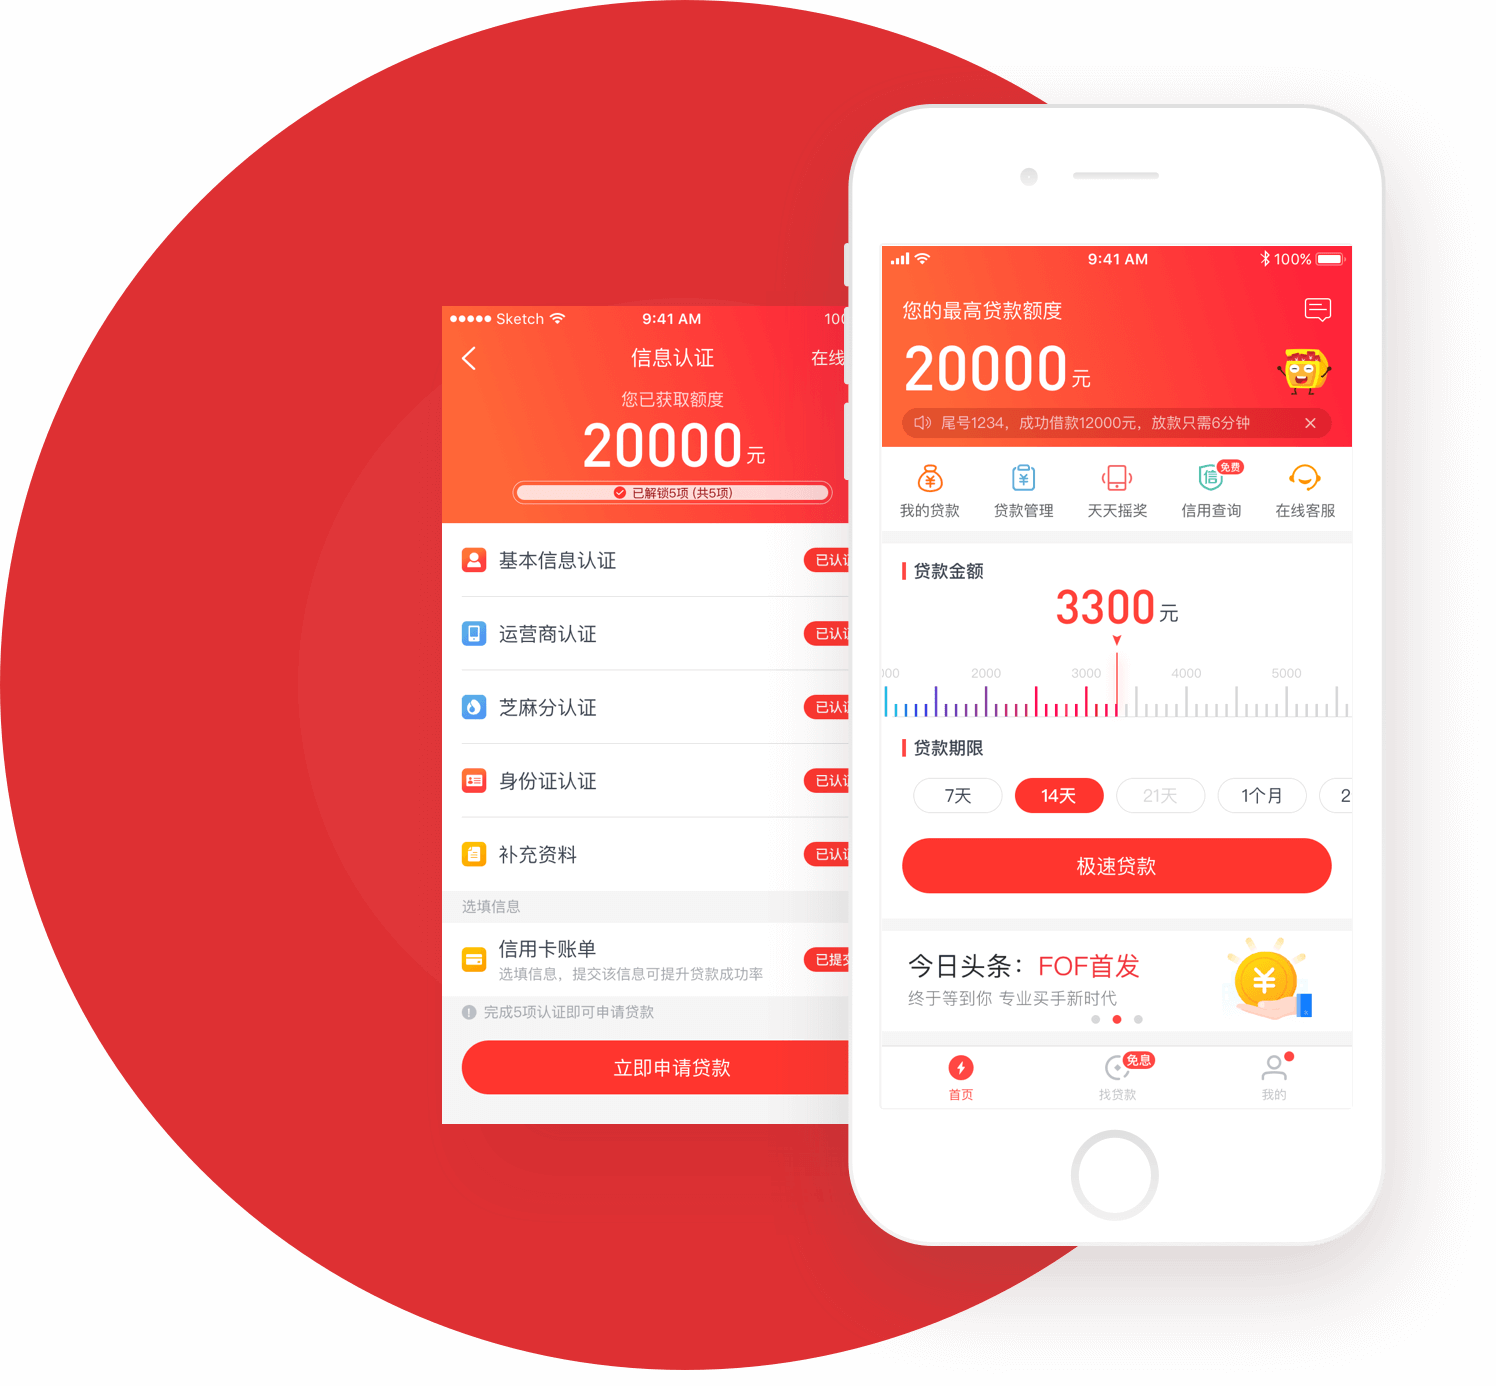 Sketch 9:41 AM
信息认证 在线
您已获取额度
20000元
已解锁5项 (共5项)
基本信息认证 已认
运营商认证 已认
芝麻分认证 已认
身份证认证 已认
补充资料 已认
选填信息
信用卡账单
选填信息，提交该信息可提升贷款成功率
已提交
完成5项认证即可申请贷款
立即申请贷款
9:41 AM 100%
您的最高贷款额度
20000元
尾号1234，成功借款12000元，放款只需6分钟
我的贷款 贷款管理 天天摇奖 信用查询 在线客服
信 免费
贷款金额
3300元
2000 3000 4000 5000
贷款期限
7天 14天 21天 1个月 2
极速贷款
今日头条：FOF首发
终于等到你 专业买手新时代
免息
首页 找贷款 我的